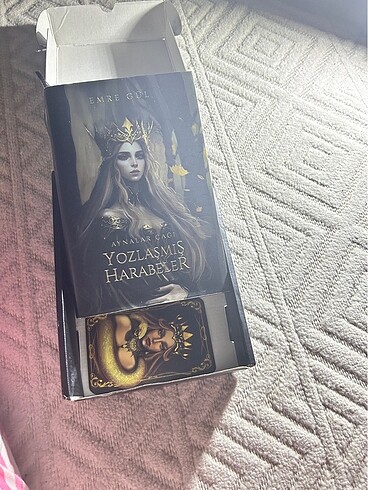 EMRE GÜL
AYNALAR ÇAĞI
YOZLAŞMIŞ
HARABELER